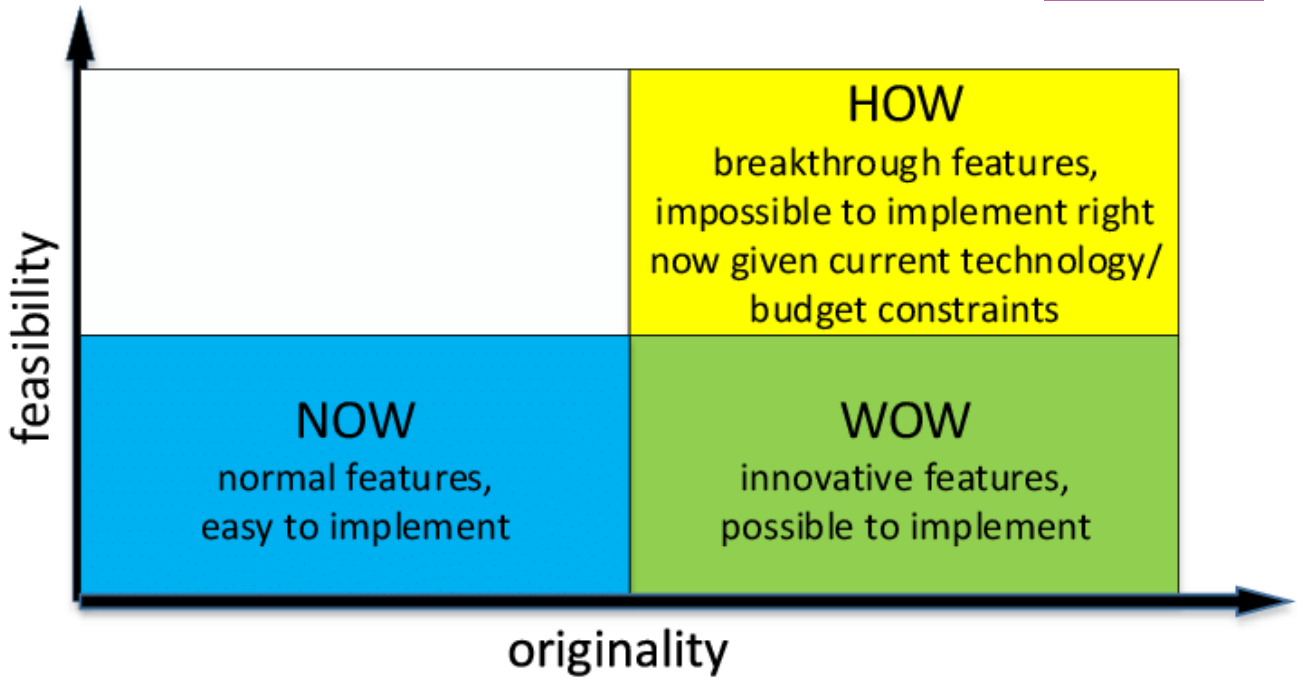 HOW
breakthrough features,
impossible to implement right
now given current technology/
budget constraints
feasibility
NOW
normal features,
easy to implement
WOW
innovative features,
possible to implement
originality